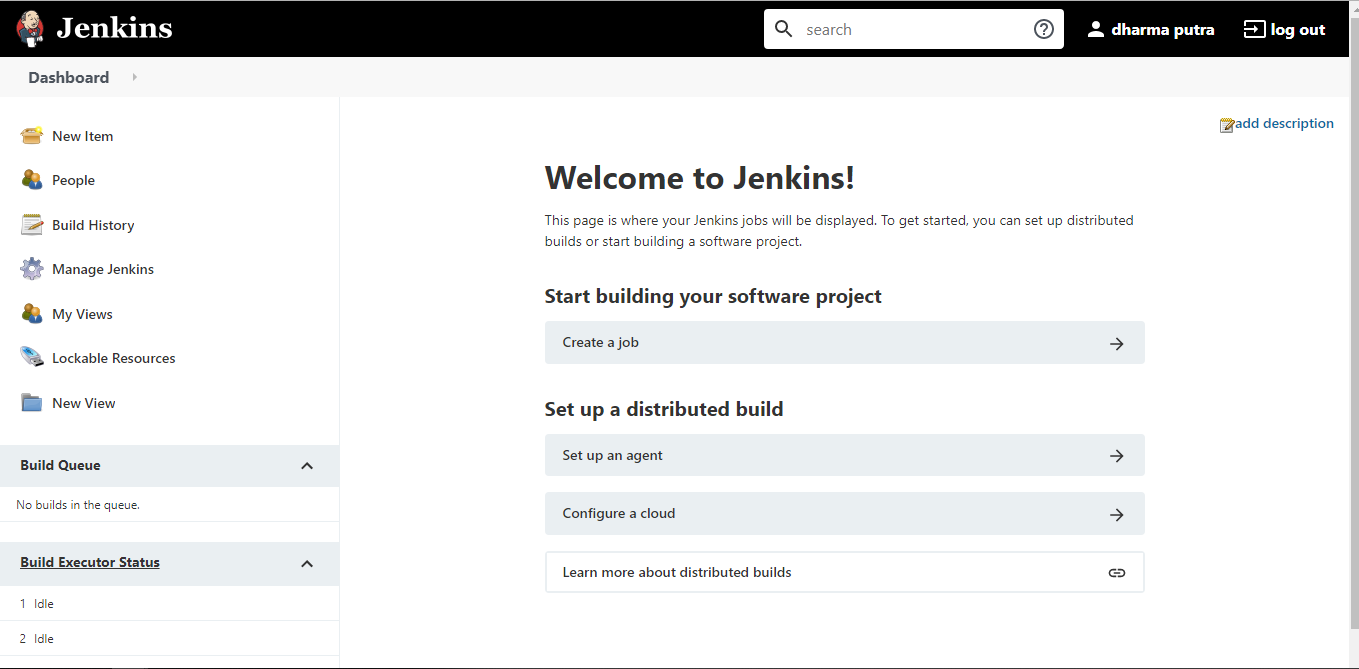 Jenkins
search
dharma putra
log out
Dashboard
New Item
People
Build History
Manage Jenkins
My Views
Lockable Resources
New View
Build Queue
No builds in the queue.
Build Executor Status
1 Idle
2 Idle
add description
Welcome to Jenkins!
This page is where your Jenkins jobs will be displayed. To get started, you can set up distributed
builds or start building a software project.
Start building your software project
Create a job
Set up a distributed build
Set up an agent
Configure a cloud
Learn more about distributed builds